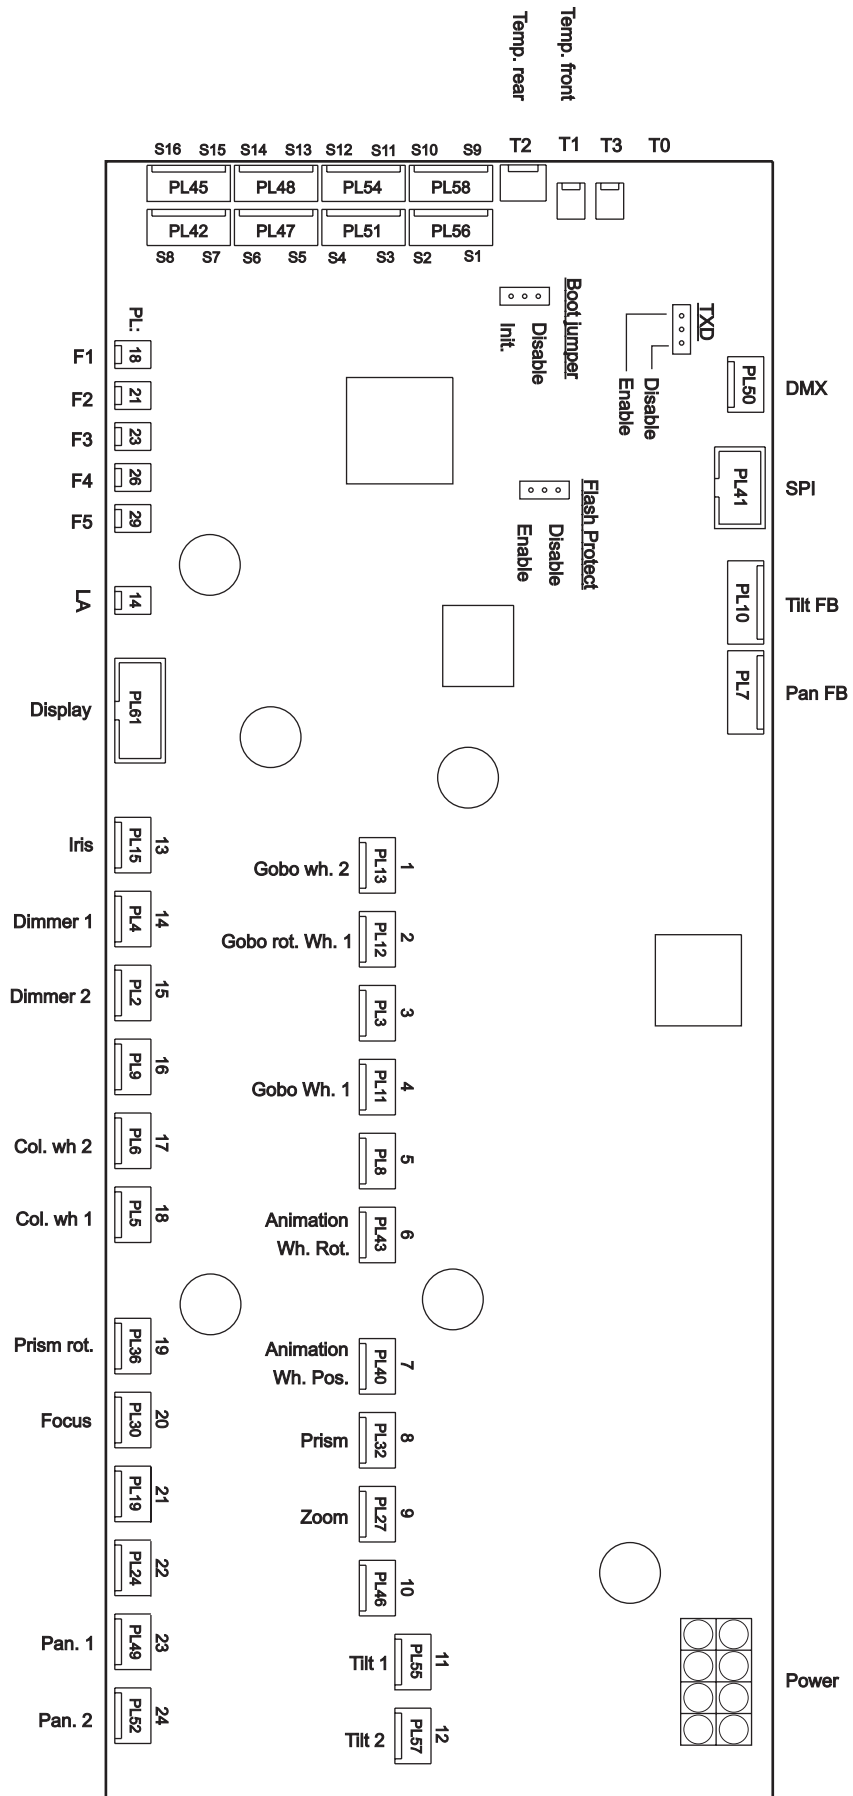 Temp. rear
Temp. front
T2
T1
T3
T0
S16 S15 S14 S13 S12 S11 S10 S9
PL45 PL48 PL54 PL58
PL42 PL47 PL51 PL56
S8 S7 S6 S5 S4 S3 S2 S1
Boot jumper
Disable
Init.
TXD
Disable
Enable
PL:
F1 18
F2 21
F3 23
F4 26
F5 29
LA 14
PL50 DMX
PL41 SPI
Flash Protect
Disable
Enable
PL10 Tilt FB
PL7 Pan FB
Display PL61
Iris PL15 13
Dimmer 1 PL4 14
Dimmer 2 PL2 15
PL9 16
Col. wh 2 PL6 17
Col. wh 1 PL5 18
Prism rot. PL36 19
Focus PL30 20
PL19 21
PL24 22
Pan. 1 PL49 23
Pan. 2 PL52 24
Gobo wh. 2 PL13 1
Gobo rot. Wh. 1 PL12 2
PL3 3
Gobo Wh. 1 PL11 4
PL8 5
Animation
Wh. Rot. PL43 6
Animation
Wh. Pos. PL40 7
Prism PL32 8
Zoom PL27 9
PL46 10
Tilt 1 PL55 11
Tilt 2 PL57 12
Power